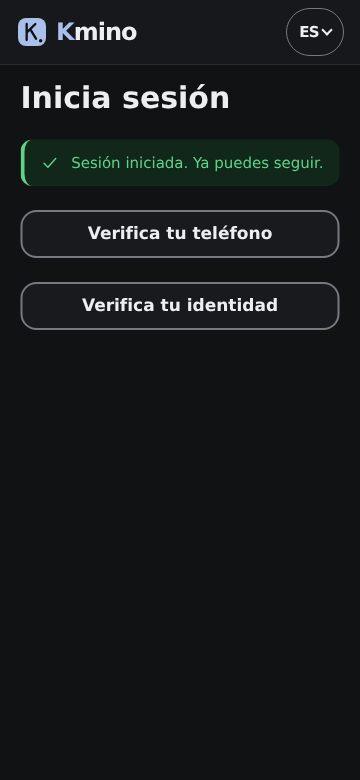 K. Kmino
ES
Inicia sesión
Sesión iniciada. Ya puedes seguir.
Verifica tu teléfono
Verifica tu identidad